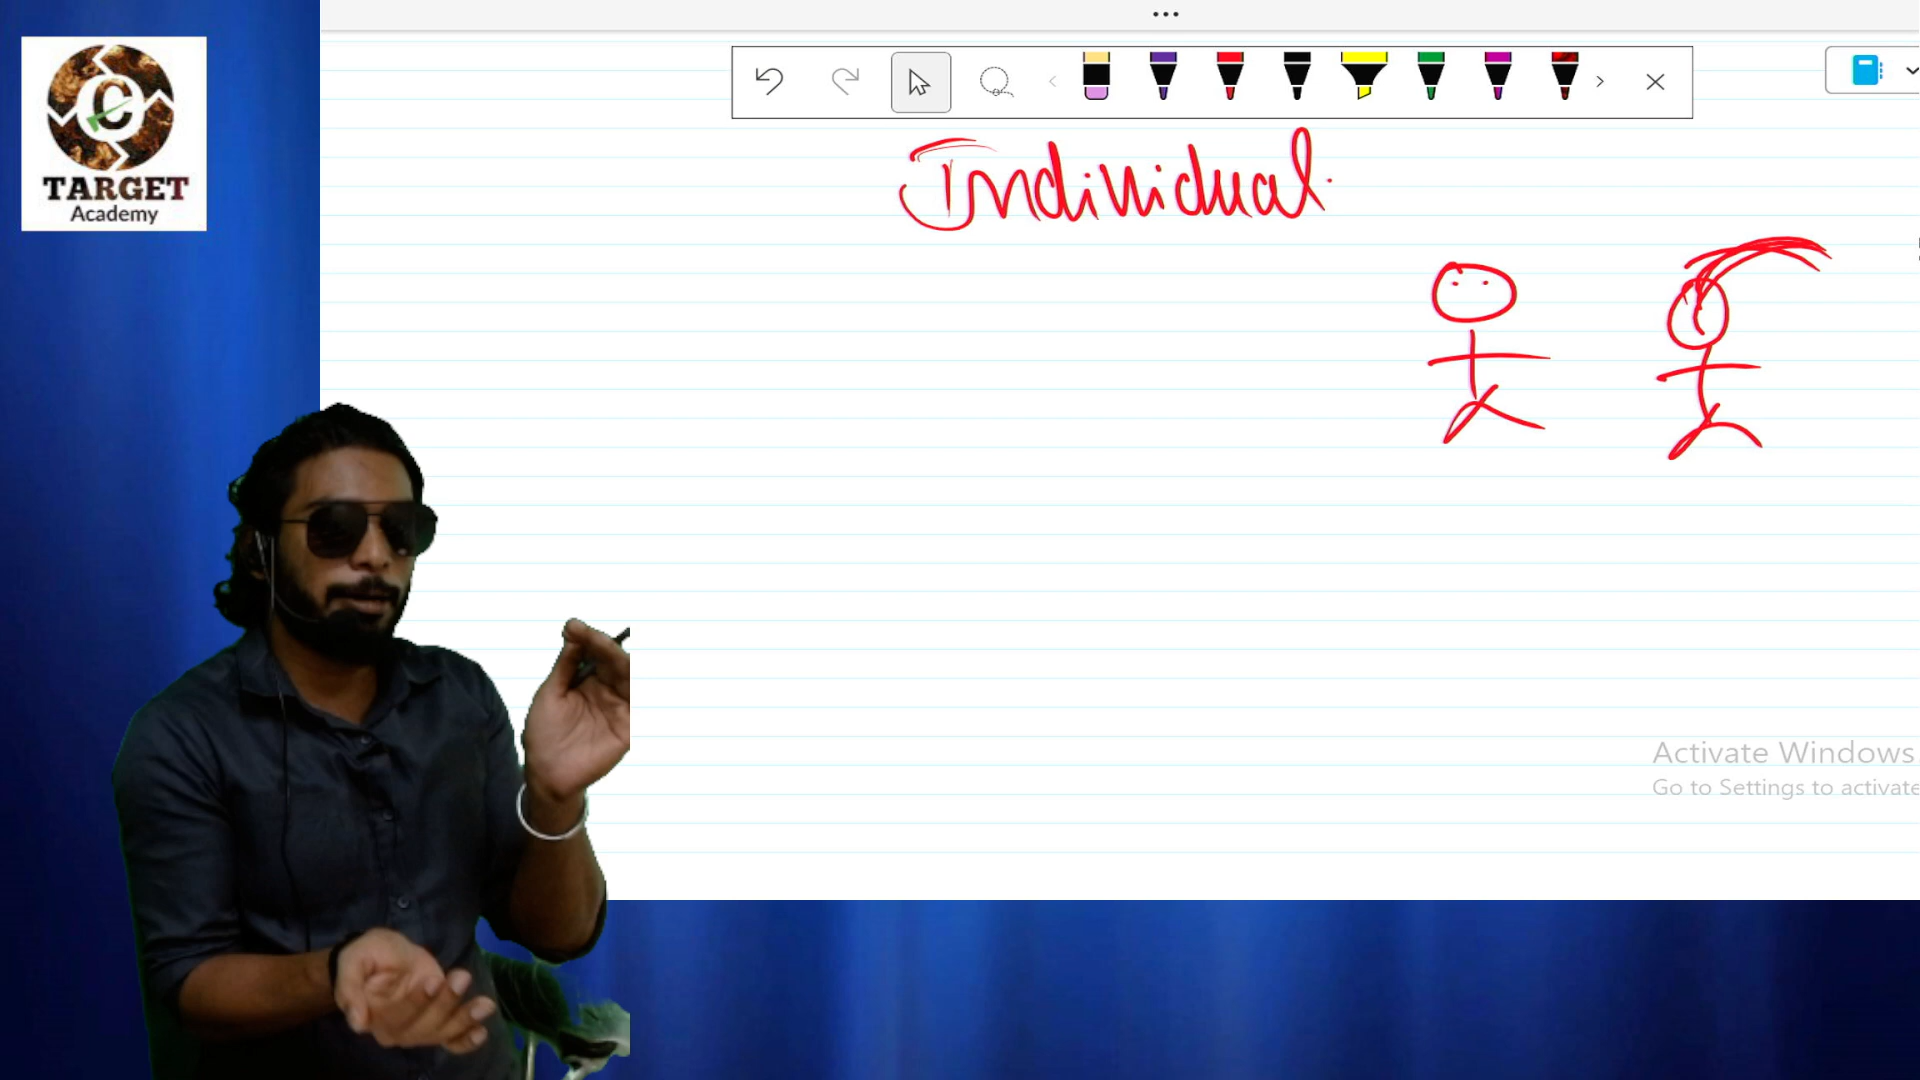 C
TARGET
Academy
Individual.
Activate Windows
Go to Settings to activate